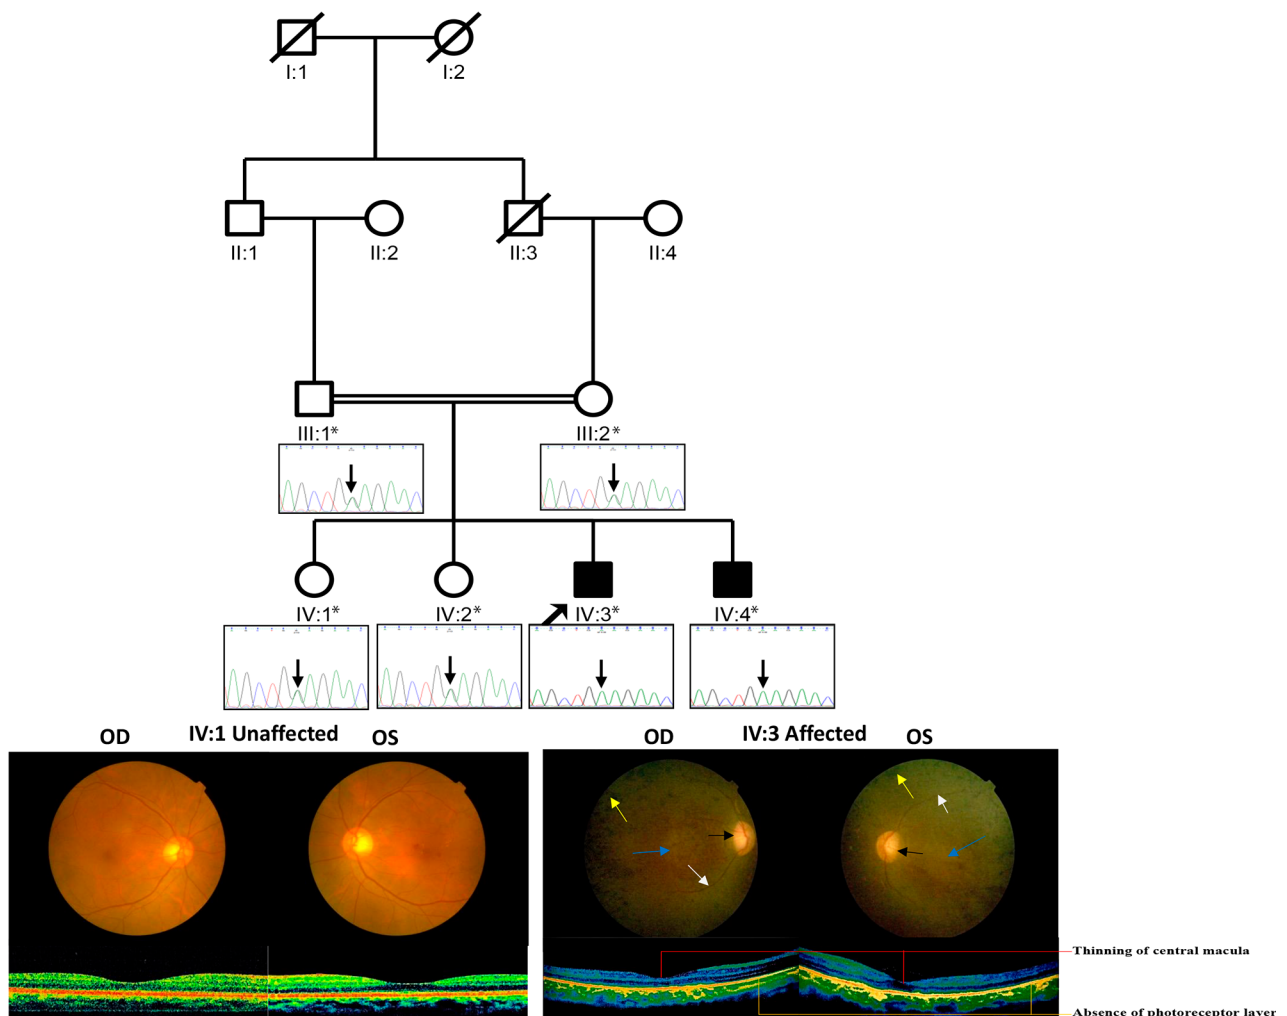 I:1 I:2
II:1 II:2 II:3 II:4
III:1* III:2*
IV:1* IV:2* IV:3* IV:4*
OD IV:1 Unaffected OS
OD IV:3 Affected OS
Thinning of central macula
Absence of photoreceptor layer